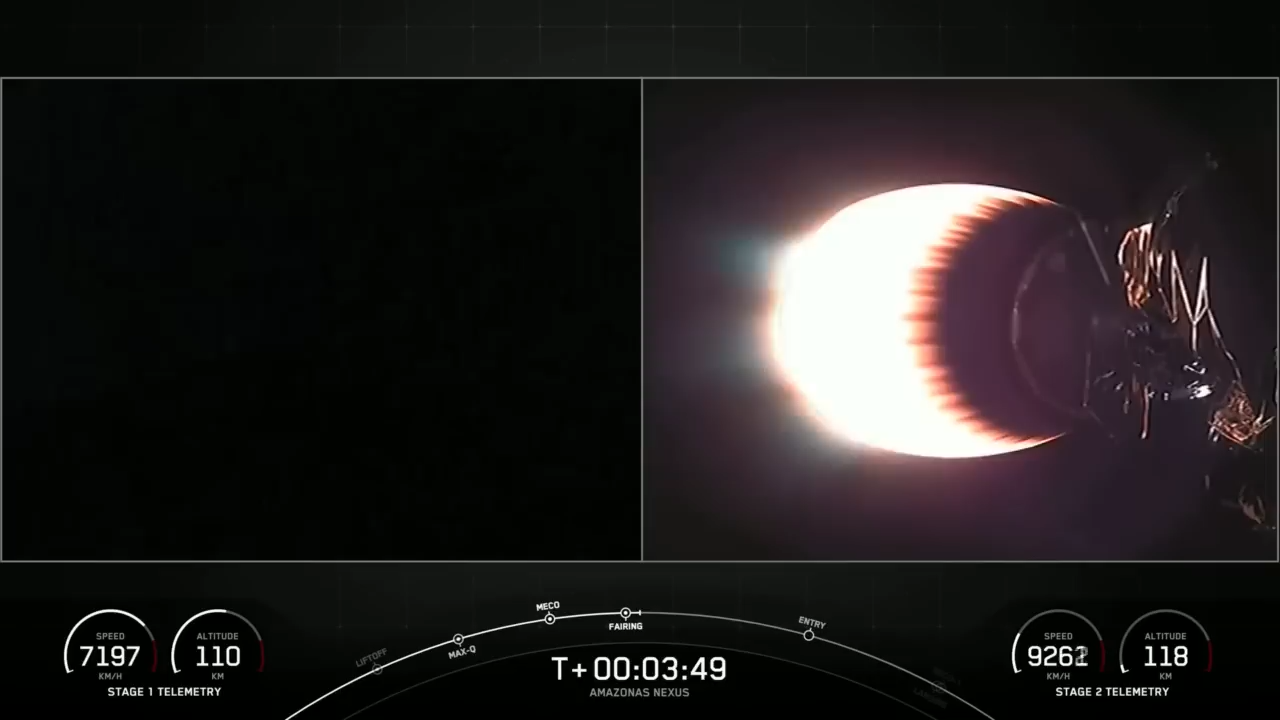 LIFTOFF
MAX-Q
MECO
FAIRING
ENTRY
SPEED
7197
KM/H
ALTITUDE
110
KM
STAGE 1 TELEMETRY
T+ 00:03:49
AMAZONAS NEXUS
SPEED
KM/H
ALTITUDE
118
KM
STAGE 2 TELEMETRY